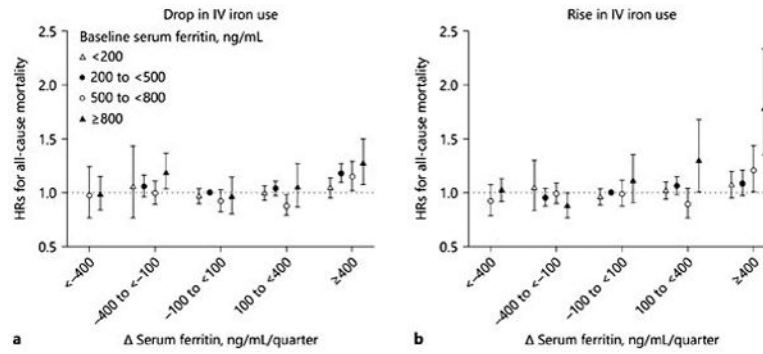 Drop in IV iron use
HRs for all-cause mortality
2.5
2.0
1.5
1.0
0.5
Baseline serum ferritin, ng/mL
<200
200 to <500
500 to <800
≥800
<–400
–400 to <–100
–100 to <100
100 to <400
≥400
a
Δ Serum ferritin, ng/mL/quarter
Rise in IV iron use
HRs for all-cause mortality
2.5
2.0
1.5
1.0
0.5
<–400
–400 to <–100
–100 to <100
100 to <400
≥400
b
Δ Serum ferritin, ng/mL/quarter